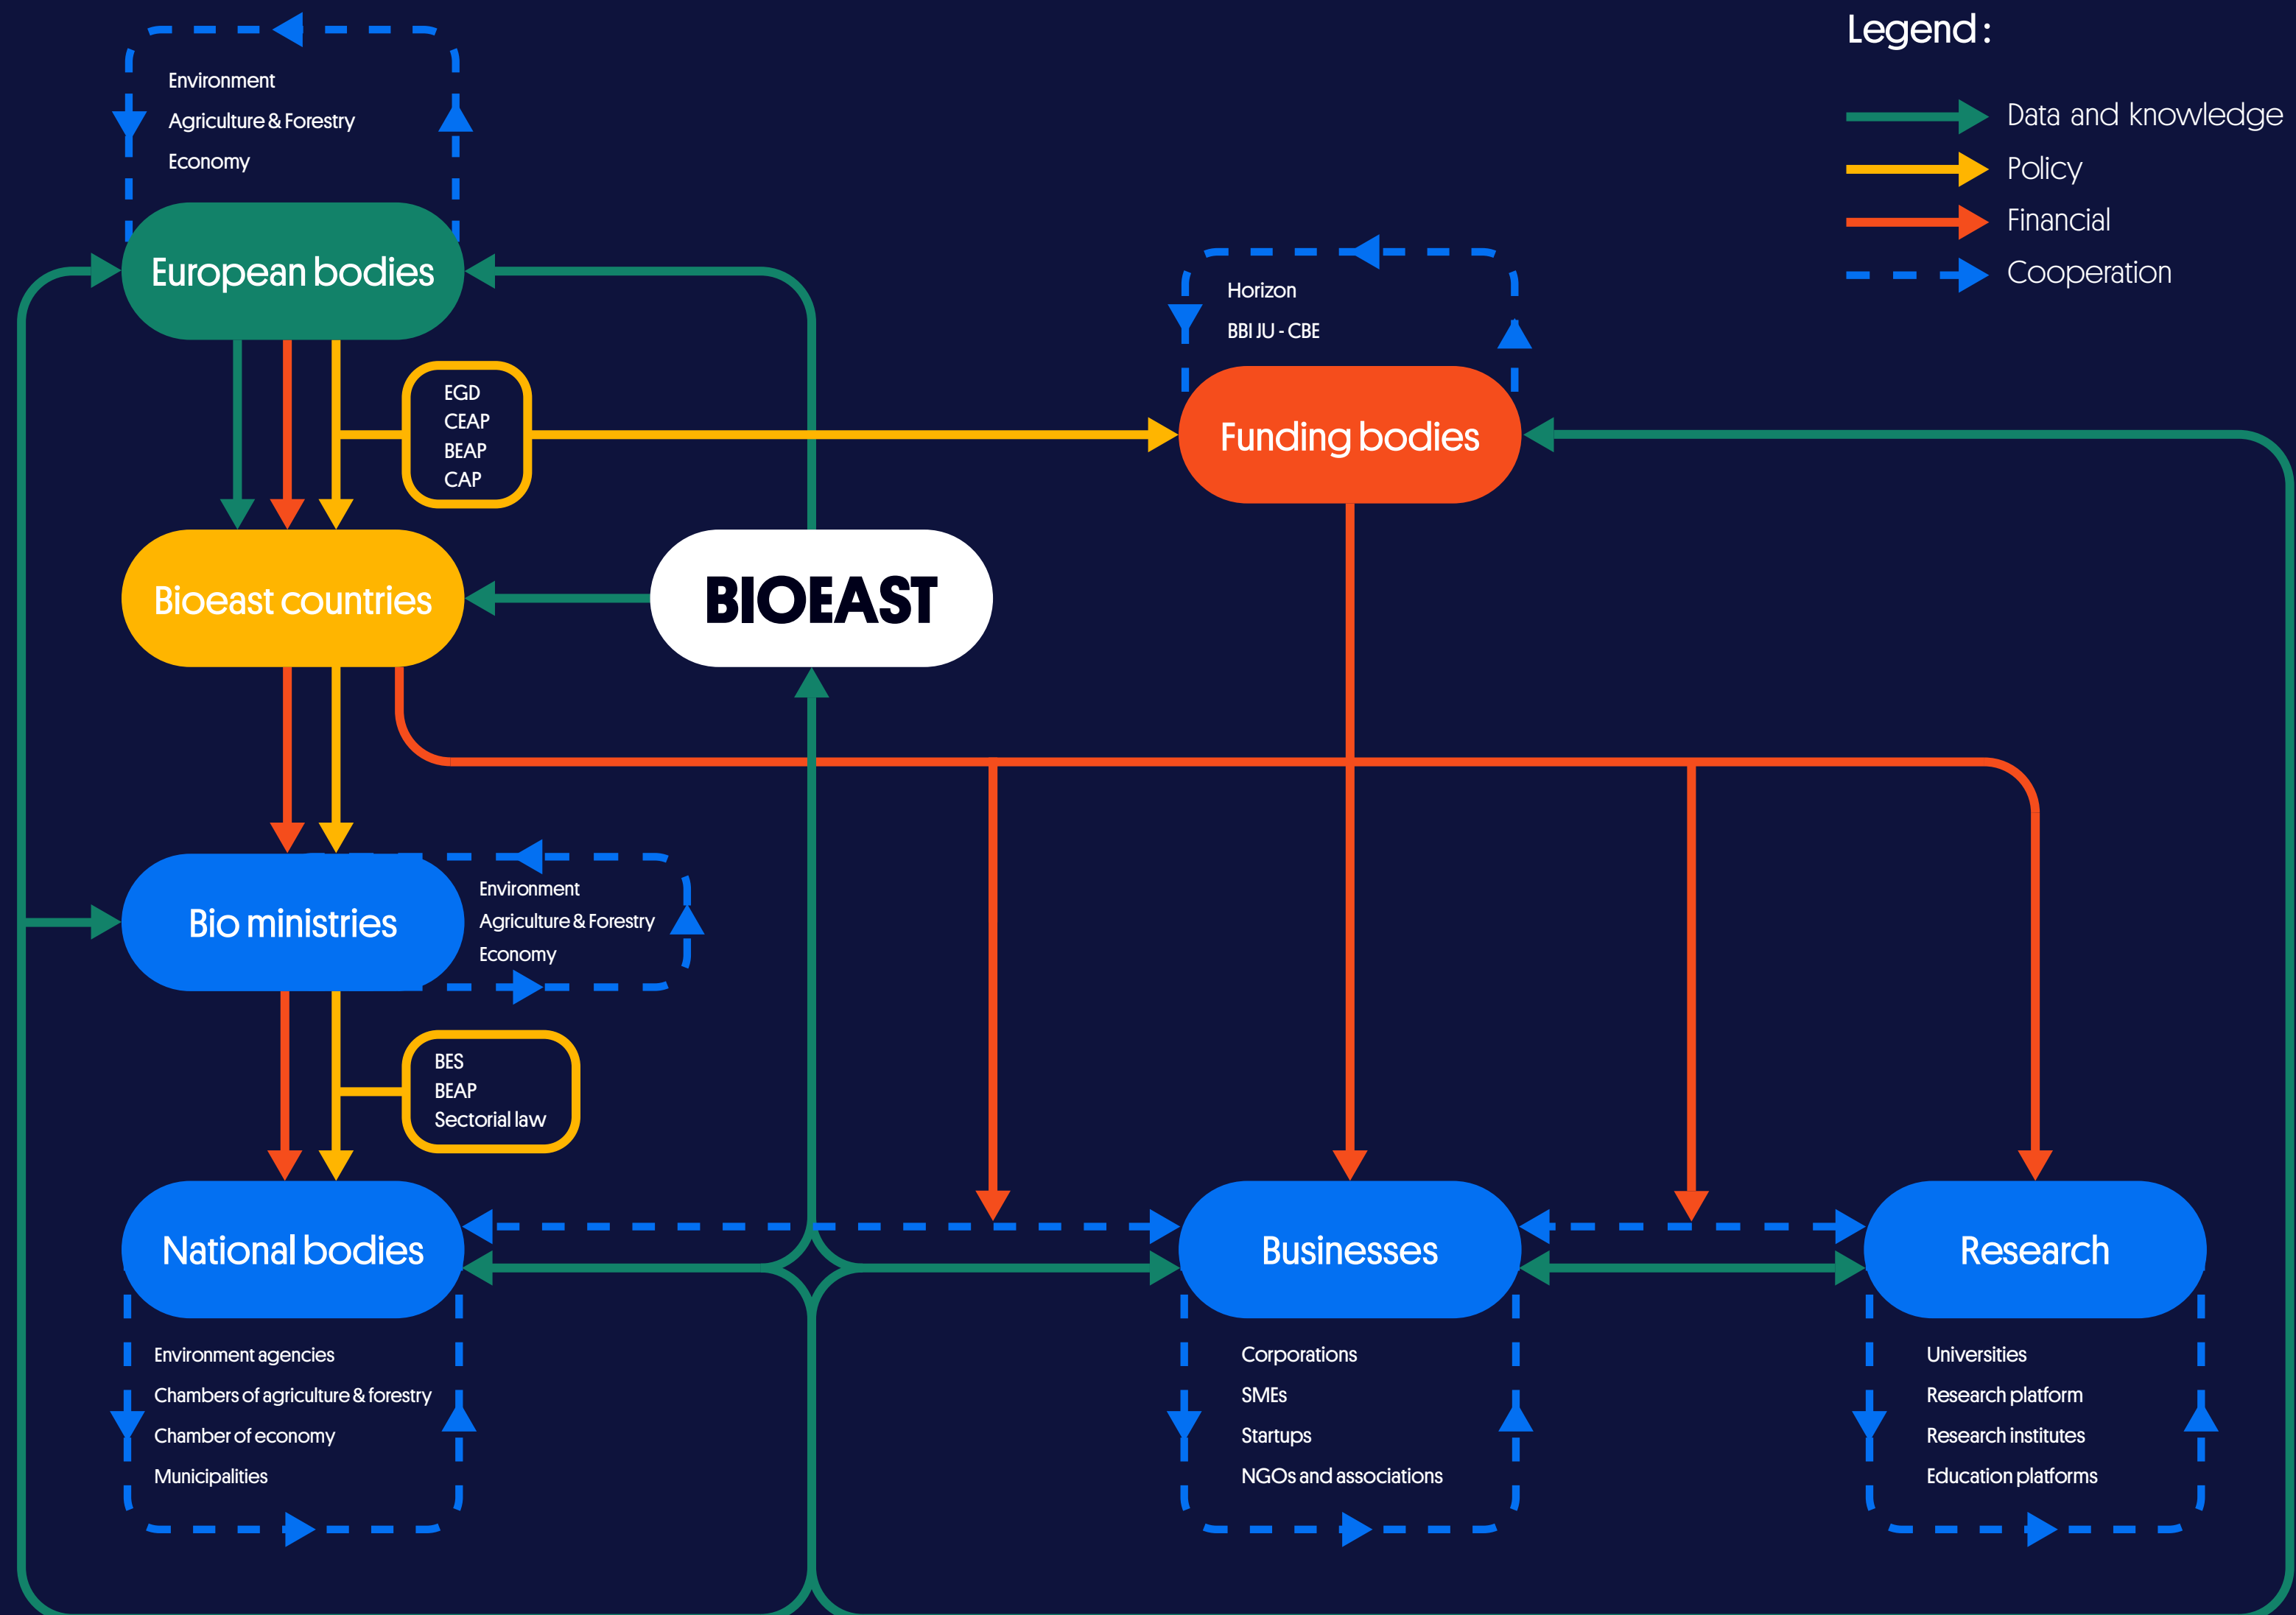 Legend :
Data and knowledge
Policy
Financial
Cooperation
Environment
Agriculture & Forestry
Economy
European bodies
Horizon
BBI JU - CBE
Funding bodies
EGD
CEAP
BEAP
CAP
Bioeast countries
BIOEAST
Bio ministries
Environment
Agriculture & Forestry
Economy
BES
BEAP
Sectorial law
National bodies
Environment agencies
Chambers of agriculture & forestry
Chamber of economy
Municipalities
Businesses
Corporations
SMEs
Startups
NGOs and associations
Research
Universities
Research platform
Research institutes
Education platforms